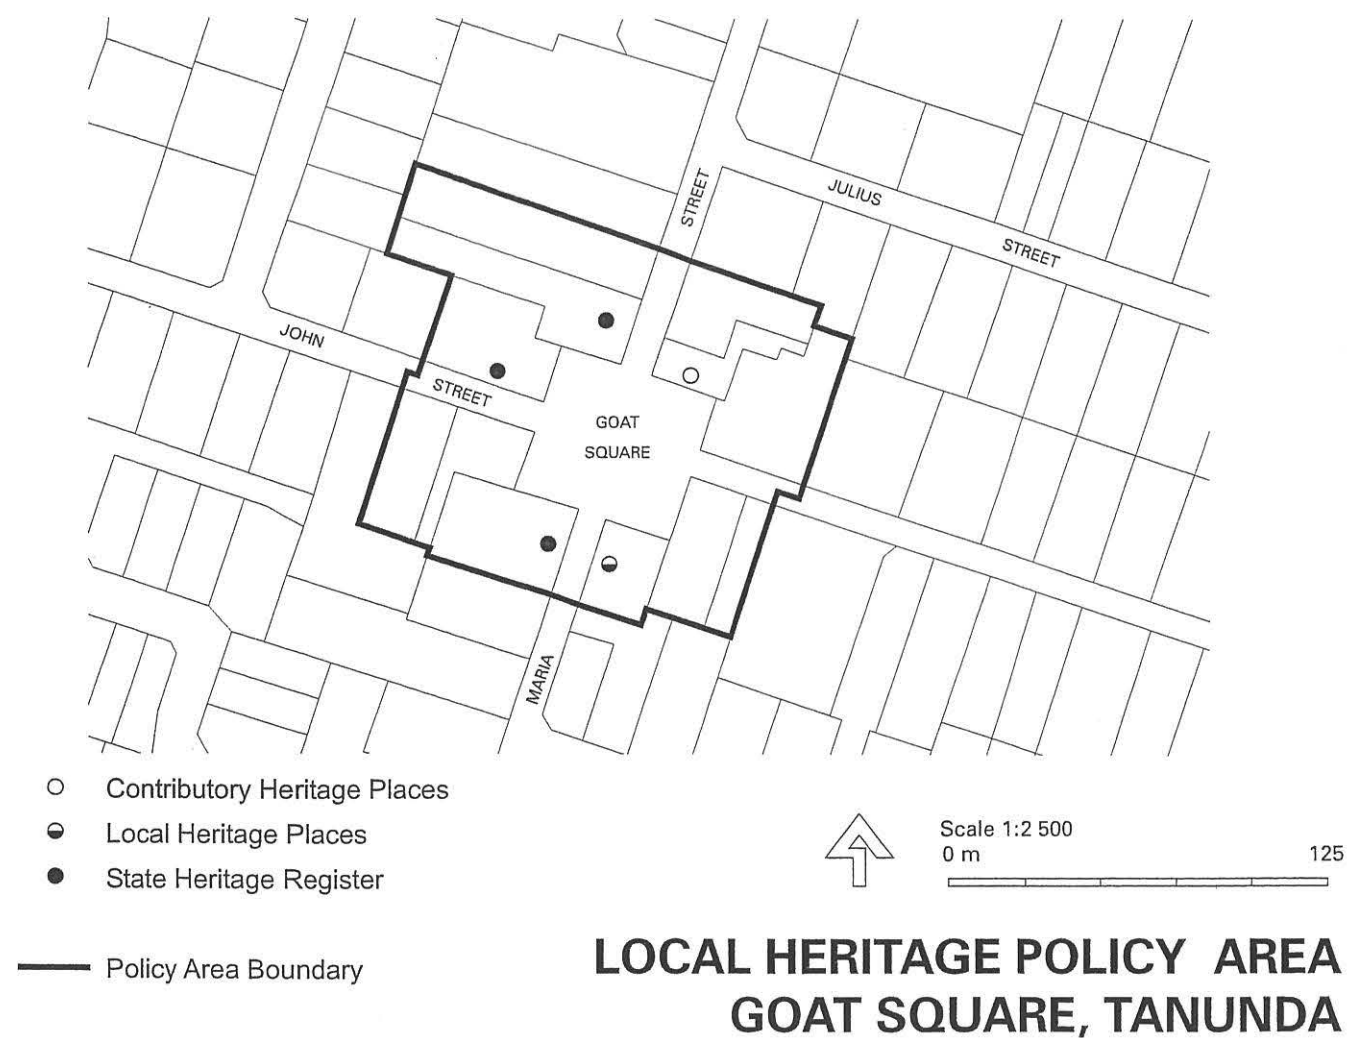 STREET
JULIUS
STREET
JOHN
STREET
GOAT
SQUARE
MARIA
Contributory Heritage Places
Local Heritage Places
State Heritage Register
Policy Area Boundary
Scale 1:2 500
0 m 125
LOCAL HERITAGE POLICY AREA
GOAT SQUARE, TANUNDA